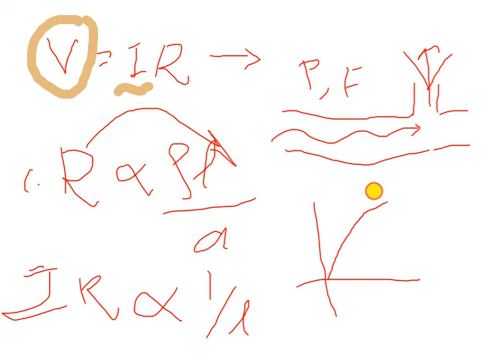 V = IR → P, F
R ∝ ρl/a
I R ∝ 1/l